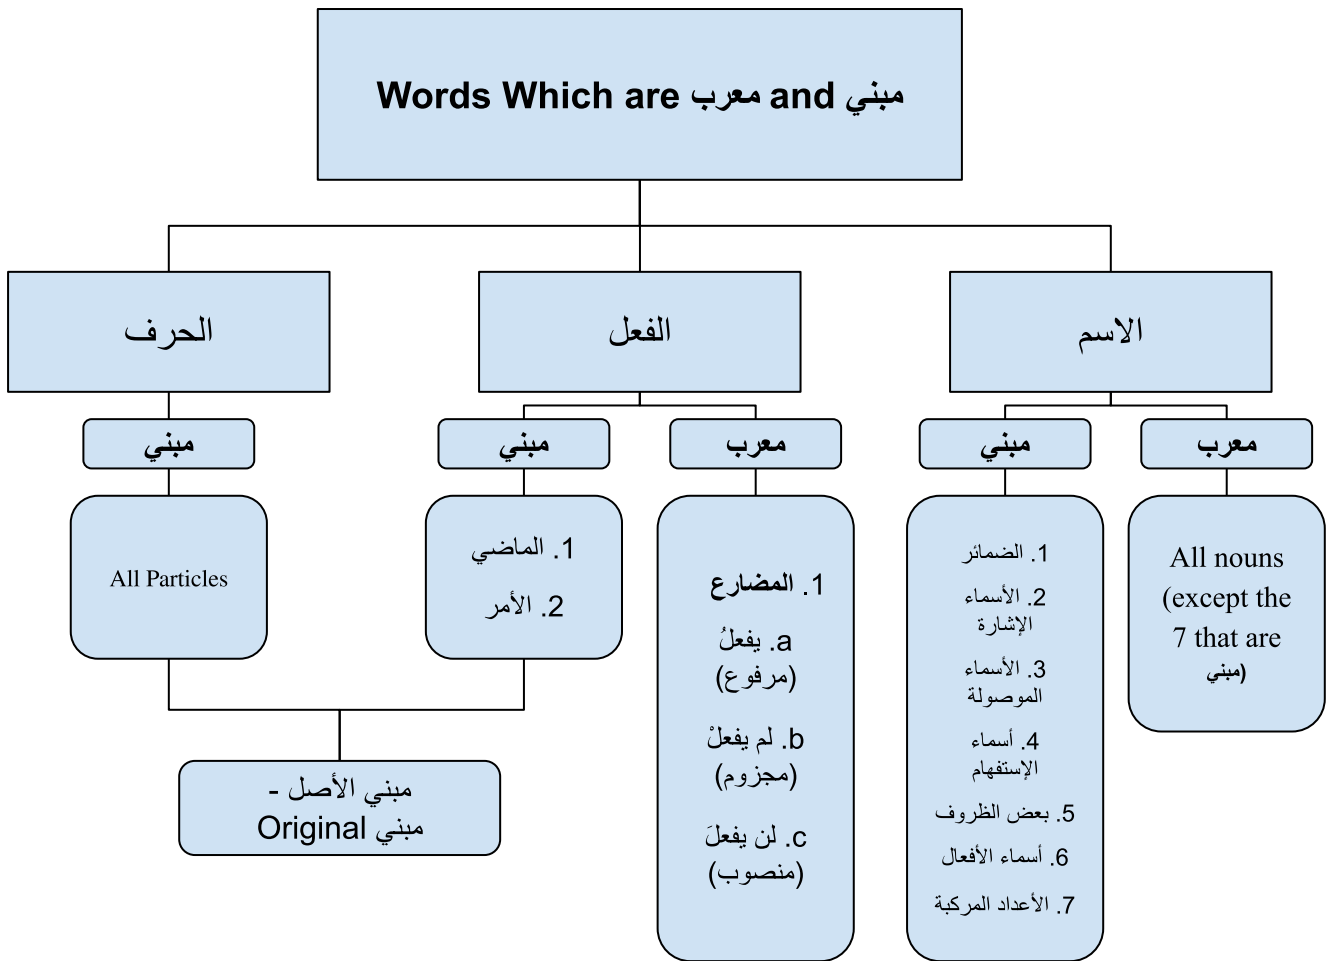 Words Which are معرب and مبني
الاسم
الفعل
الحرف
معرب
مبني
معرب
مبني
مبني
All nouns
(except the
7 that are
مبني)
1. الضمائر
2. الأسماء
الإشارة
3. الأسماء
الموصولة
4. أسماء
الإستفهام
5. بعض الظروف
6. أسماء الأفعال
7. الأعداد المركبة
1. المضارع
a. يفعلُ
(مرفوع)
b. لم يفعلْ
(مجزوم)
c. لن يفعلَ
(منصوب)
1. الماضي
2. الأمر
All Particles
مبني الأصل -
Original مبني